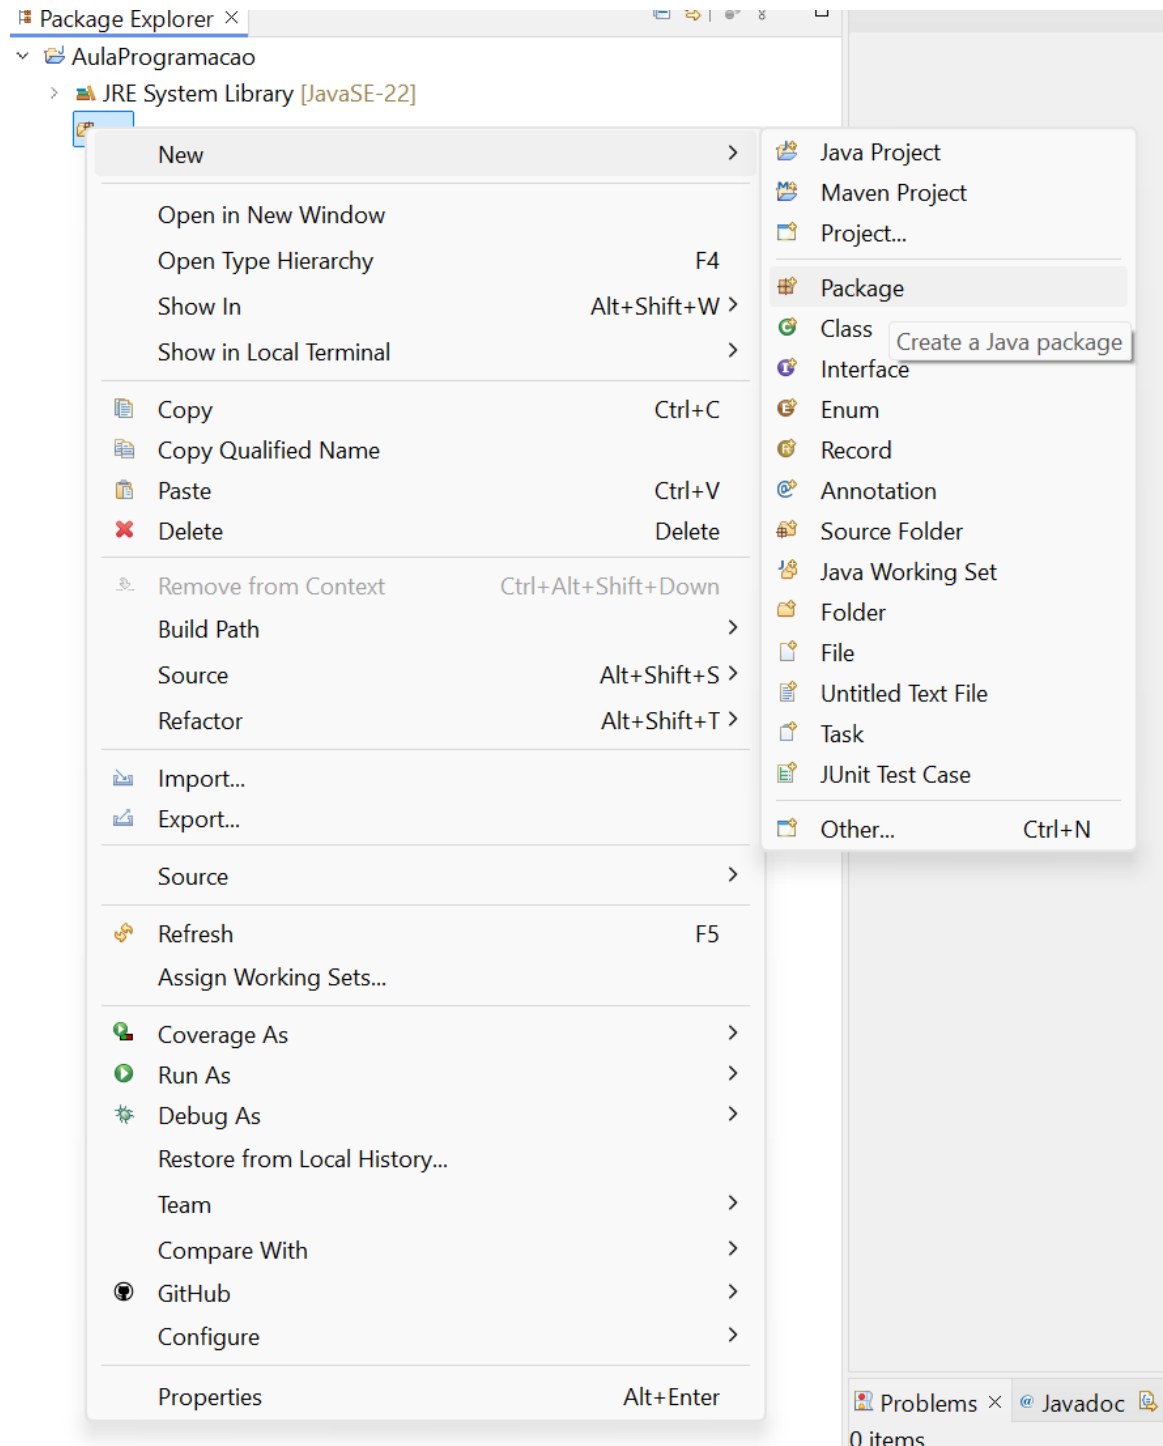 Package Explorer
AulaProgramacao
JRE System Library [JavaSE-22]
New
Open in New Window
Open Type Hierarchy F4
Show In Alt+Shift+W
Show in Local Terminal
Copy Ctrl+C
Copy Qualified Name
Paste Ctrl+V
Delete Delete
Remove from Context Ctrl+Alt+Shift+Down
Build Path
Source Alt+Shift+S
Refactor Alt+Shift+T
Import...
Export...
Source
Refresh F5
Assign Working Sets...
Coverage As
Run As
Debug As
Restore from Local History...
Team
Compare With
GitHub
Configure
Properties Alt+Enter
Java Project
Maven Project
Project...
Package
Class
Create a Java package
Interface
Enum
Record
Annotation
Source Folder
Java Working Set
Folder
File
Untitled Text File
Task
JUnit Test Case
Other... Ctrl+N
Problems
Javadoc
0 items